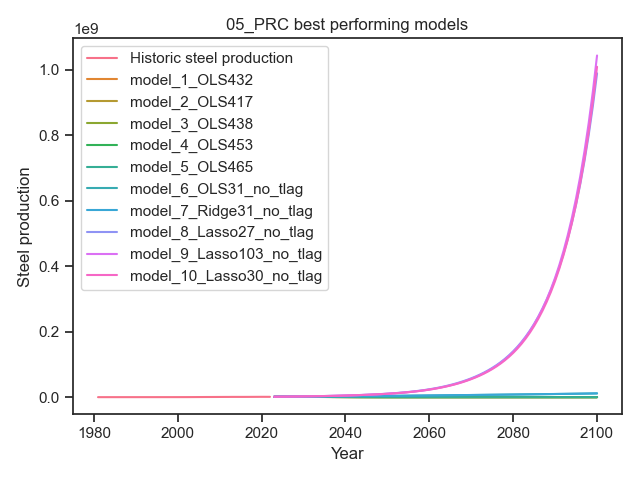 05_PRC best performing models
1e9
1.0
0.8
0.6
0.4
0.2
0.0
Steel production
Historic steel production
model_1_OLS432
model_2_OLS417
model_3_OLS438
model_4_OLS453
model_5_OLS465
model_6_OLS31_no_tlag
model_7_Ridge31_no_tlag
model_8_Lasso27_no_tlag
model_9_Lasso103_no_tlag
model_10_Lasso30_no_tlag
1980 2000 2020 2040 2060 2080 2100
Year